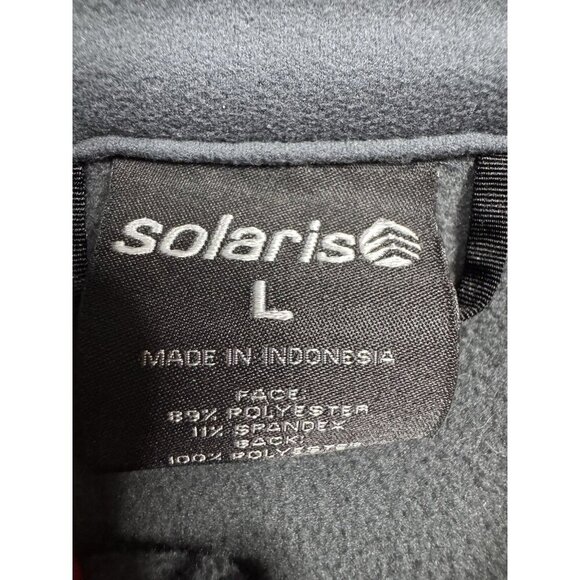 solaris
L
MADE IN INDONESIA
FACE:
89% POLYESTER
11% SPANDEX
BACK:
100% POLYESTER